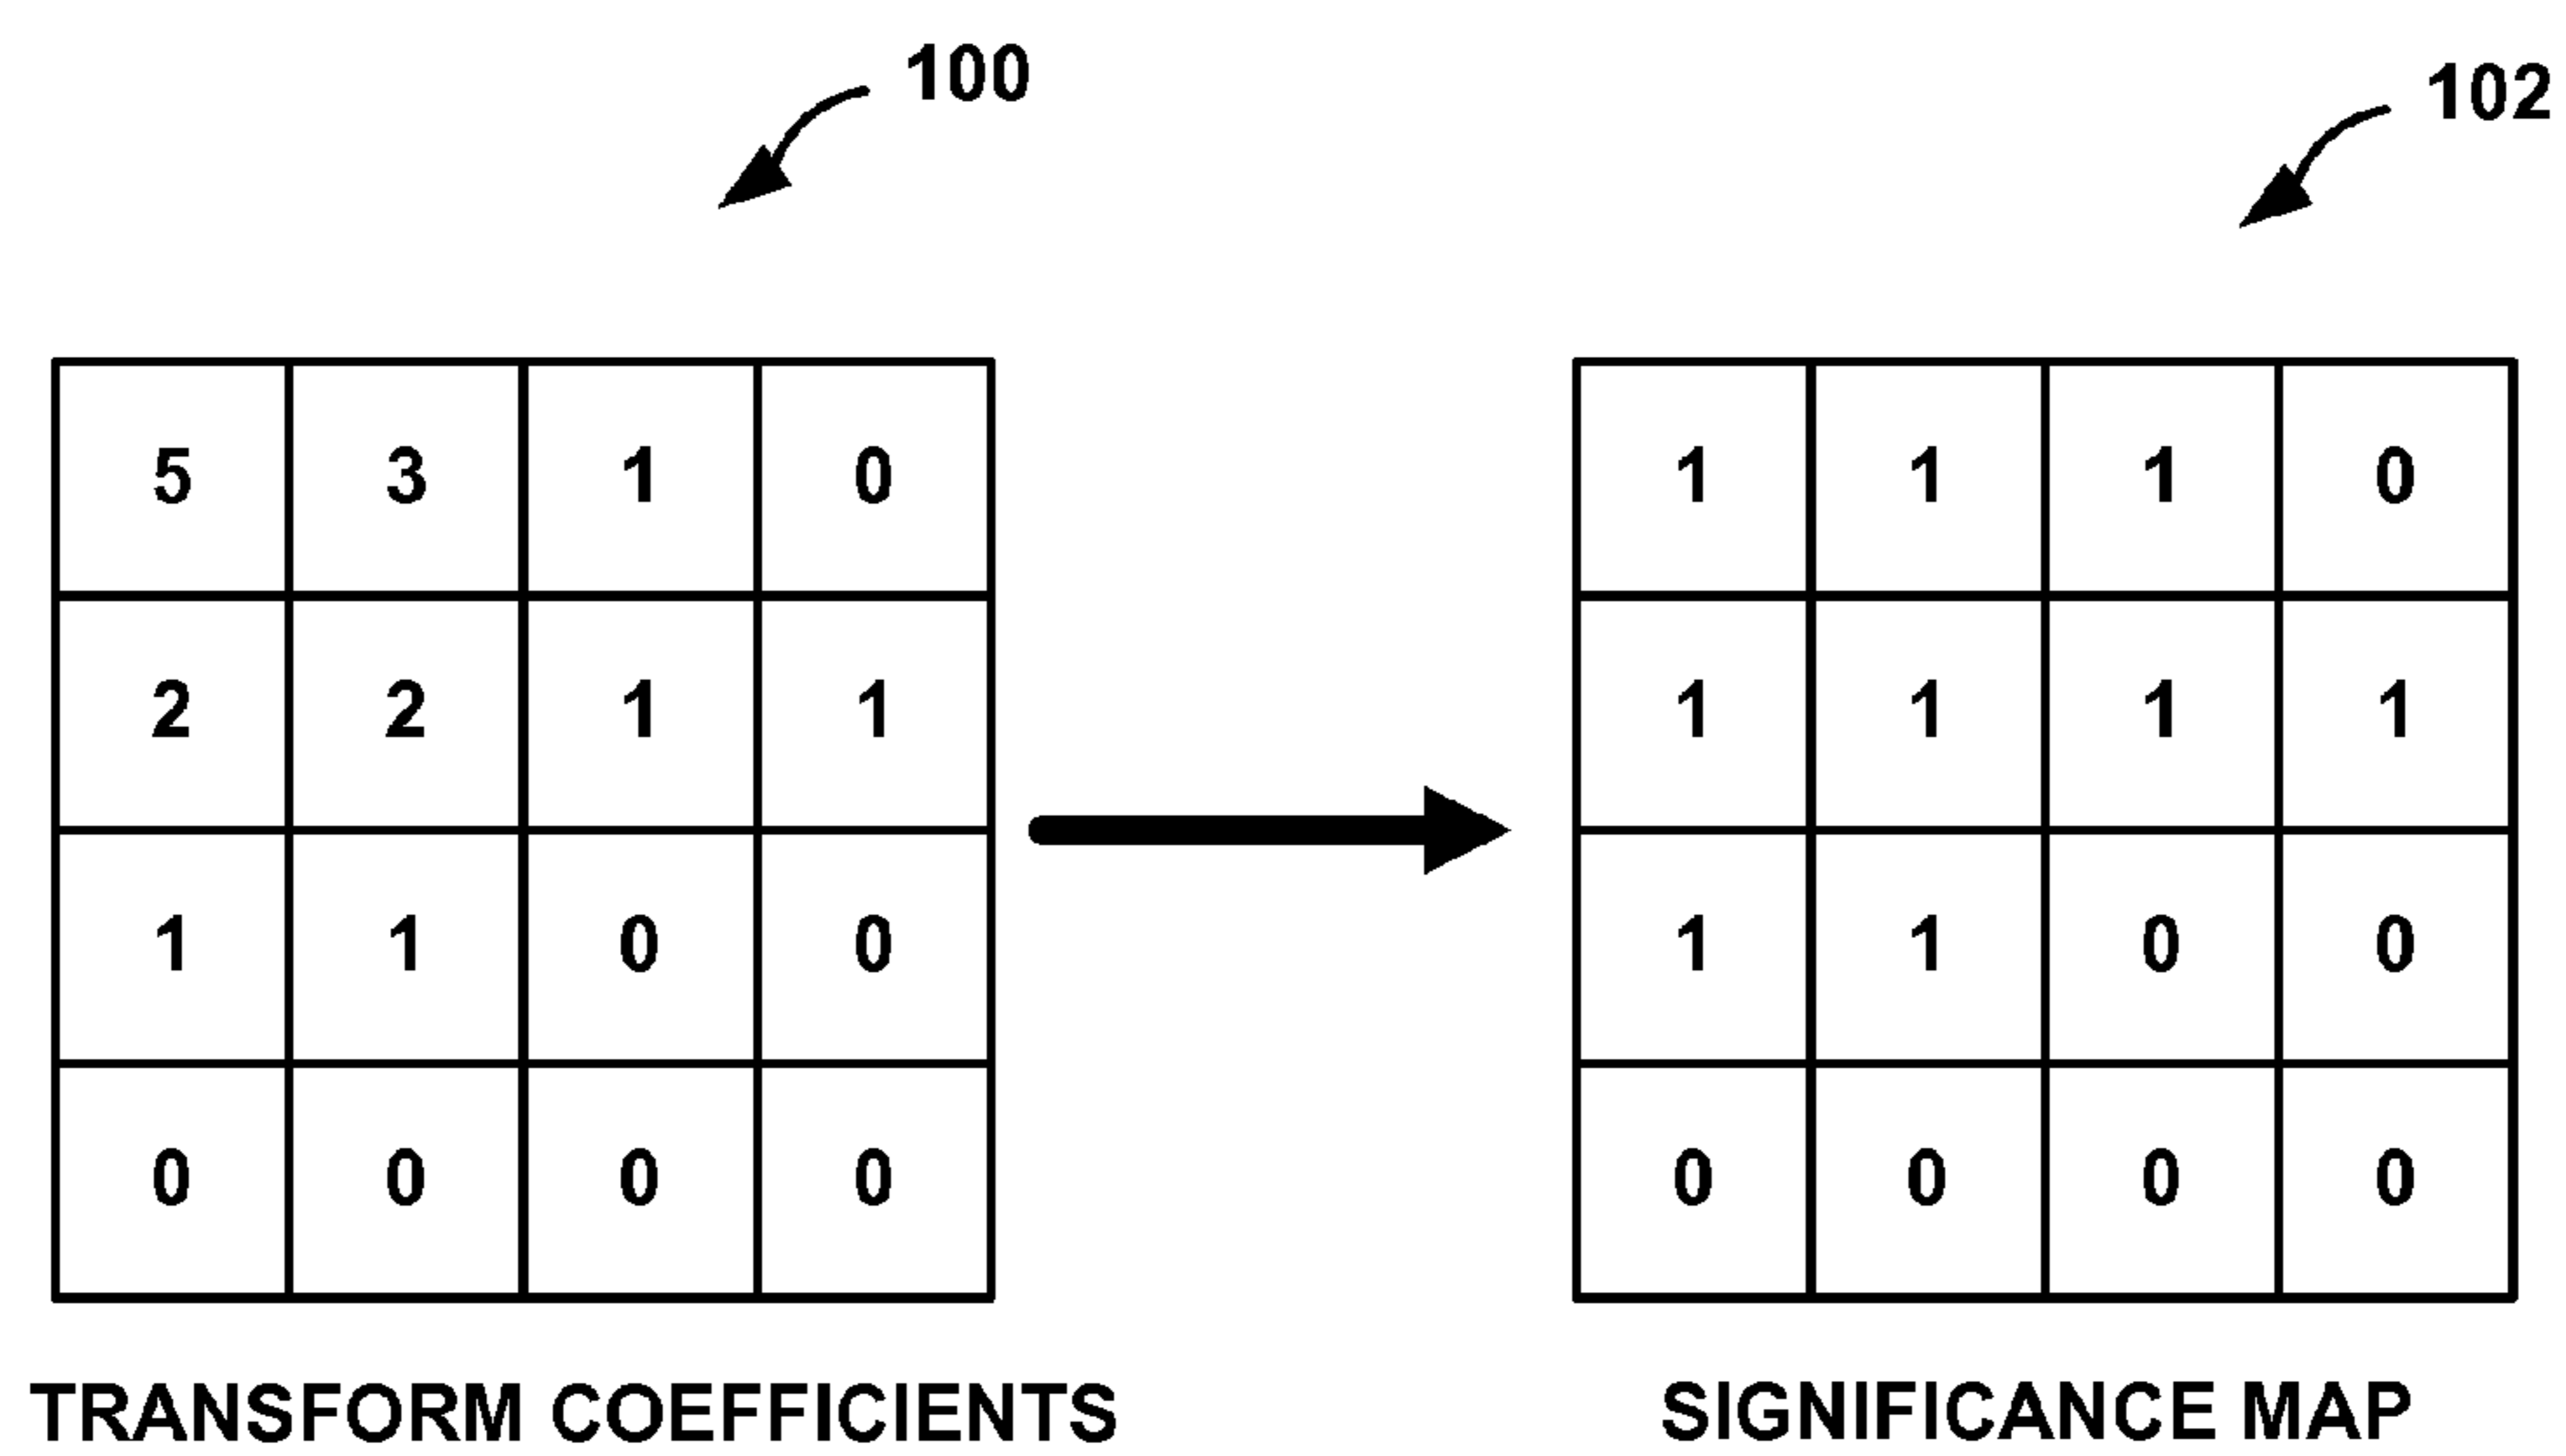 100
102
5 3 1 0
1 1 1 0
2 2 1 1
1 1 1 1
1 1 0 0
1 1 0 0
0 0 0 0
0 0 0 0
TRANSFORM COEFFICIENTS
SIGNIFICANCE MAP